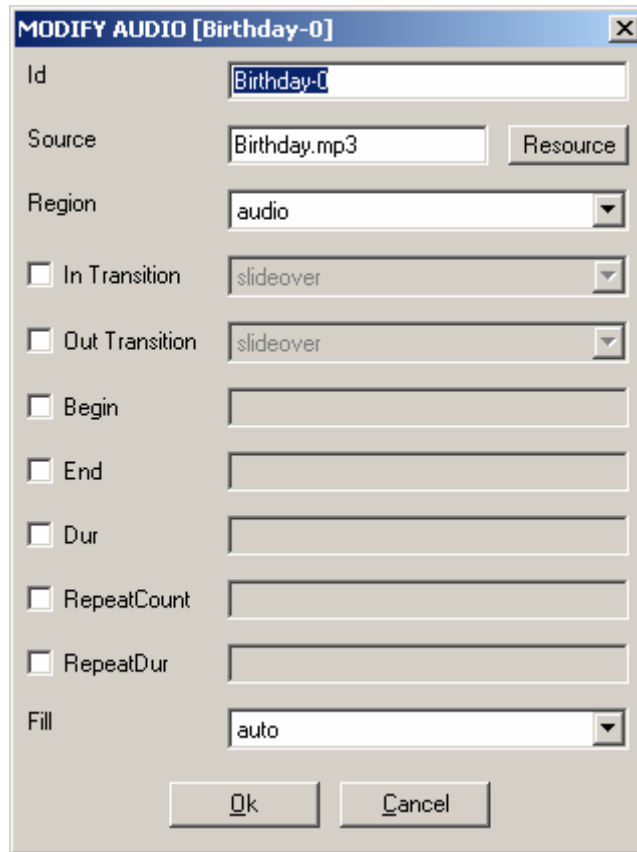 MODIFY AUDIO [Birthday-0]
Id Birthday-0
Source Birthday.mp3 Resource
Region audio
In Transition slideover
Out Transition slideover
Begin
End
Dur
RepeatCount
RepeatDur
Fill auto
Ok Cancel